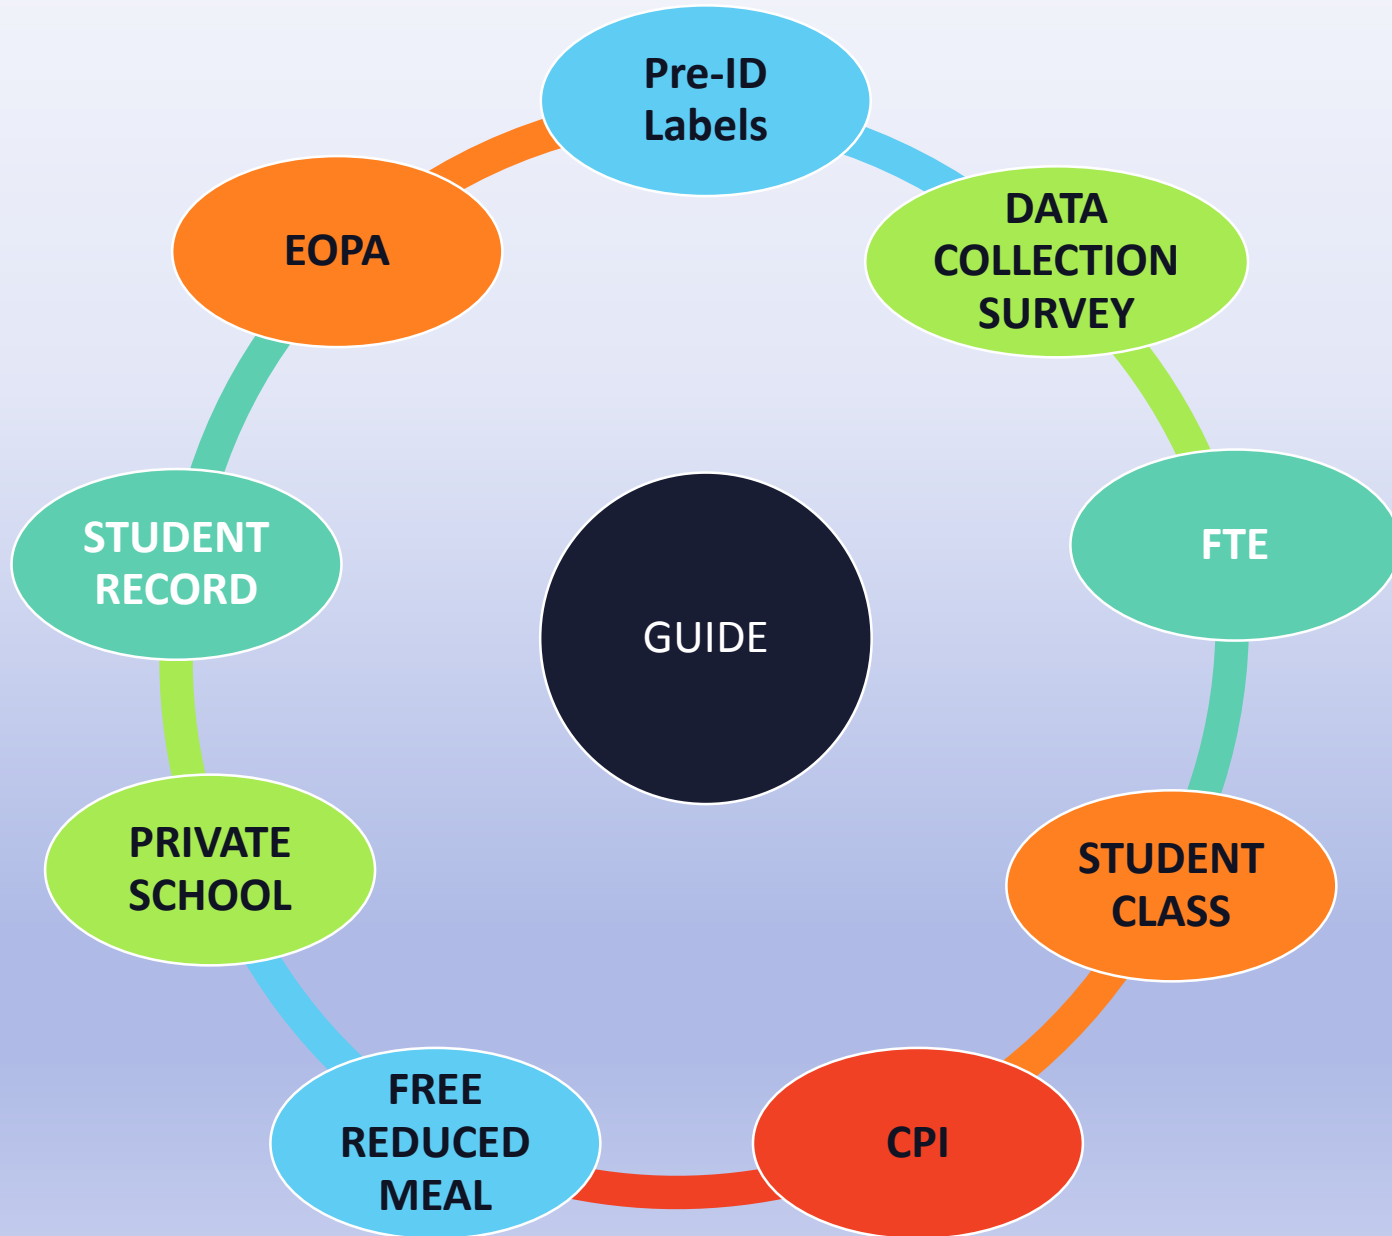 Pre-ID
Labels
DATA
COLLECTION
SURVEY
EOPA
FTE
STUDENT
RECORD
GUIDE
PRIVATE
SCHOOL
STUDENT
CLASS
FREE
REDUCED
MEAL
CPI